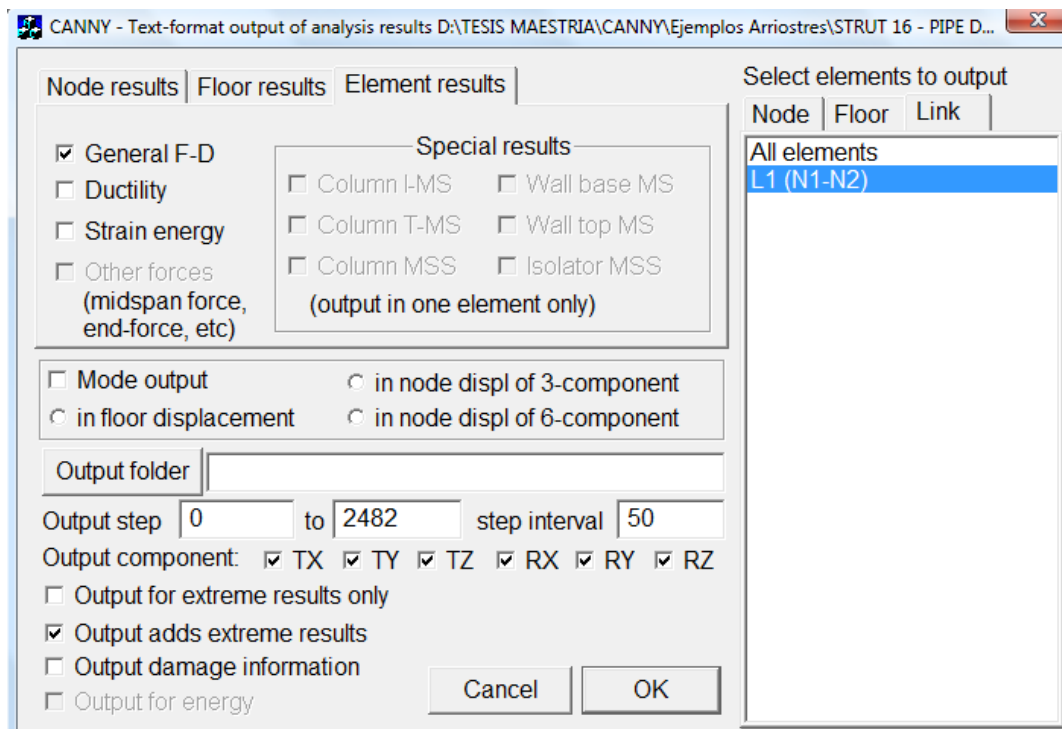 CANNY - Text-format output of analysis results D:\TESIS MAESTRIA\CANNY\Ejemplos Arriostres\STRUT 16 - PIPE D...
Node results Floor results Element results
General F-D
Ductility
Strain energy
Other forces
(midspan force,
end-force, etc)
Special results
Column I-MS Wall base MS
Column T-MS Wall top MS
Column MSS Isolator MSS
(output in one element only)
Mode output in node displ of 3-component
in floor displacement in node displ of 6-component
Output folder
Output step 0 to 2482 step interval 50
Output component: TX TY TZ RX RY RZ
Output for extreme results only
Output adds extreme results
Output damage information
Output for energy
Cancel OK
Select elements to output
Node Floor Link
All elements
L1 (N1-N2)